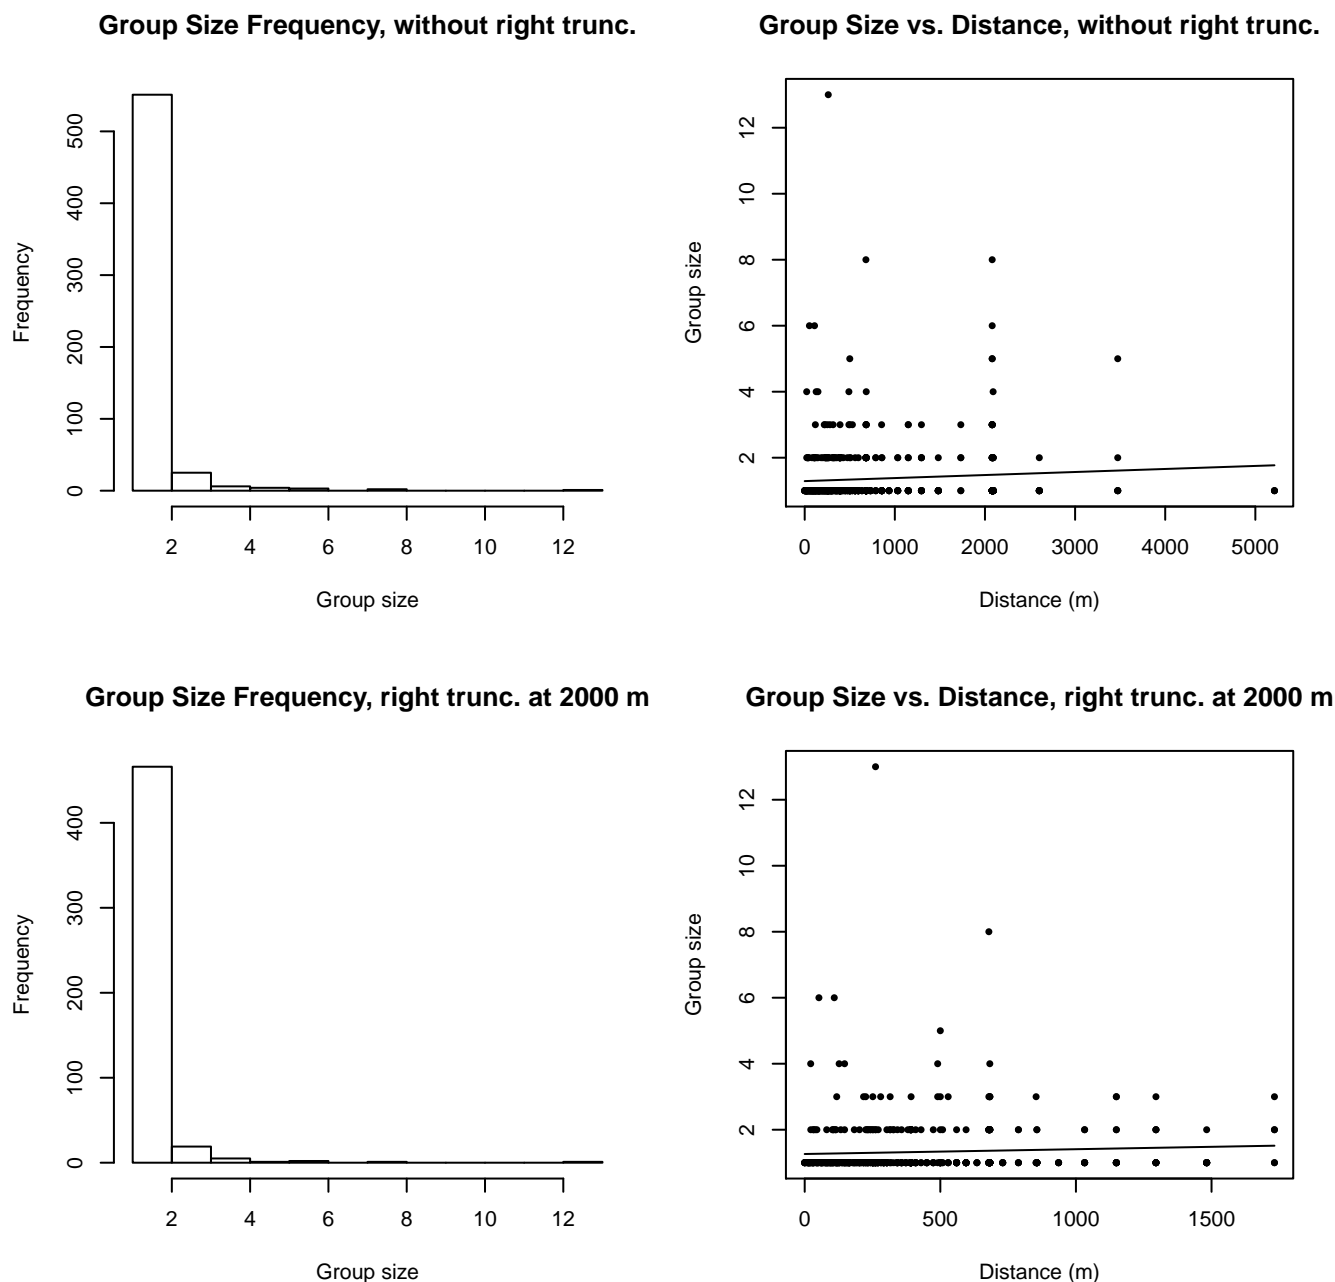 Group Size Frequency, without right trunc.
Frequency
0 100 200 300 400 500
2 4 6 8 10 12
Group size
Group Size vs. Distance, without right trunc.
Group size
2 4 6 8 10 12
0 1000 2000 3000 4000 5000
Distance (m)
Group Size Frequency, right trunc. at 2000 m
Frequency
0 100 200 300 400
2 4 6 8 10 12
Group size
Group Size vs. Distance, right trunc. at 2000 m
Group size
2 4 6 8 10 12
0 500 1000 1500
Distance (m)